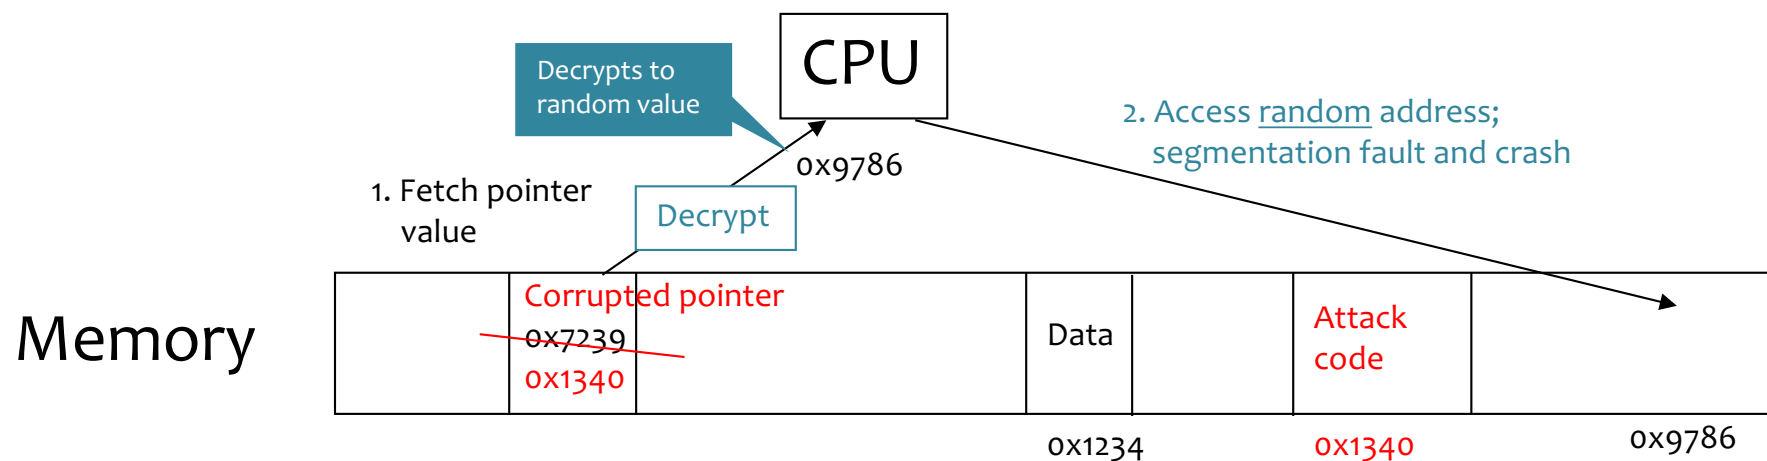 CPU
Decrypts to
random value
2. Access random address;
segmentation fault and crash
0x9786
1. Fetch pointer
value
Decrypt
Memory
Corrupted pointer
0x7239
0x1340
Data
Attack
code
0x1234
0x1340
0x9786